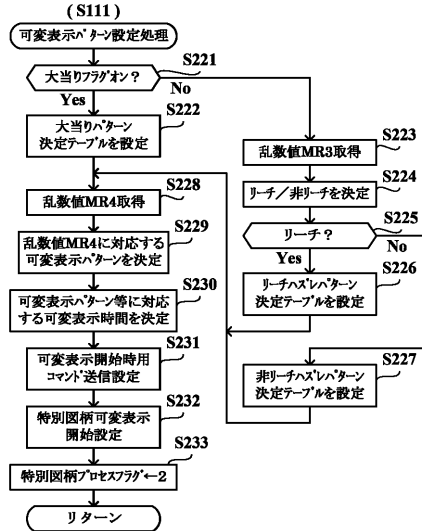 (S111)
可変表示ﾊﾟﾀｰﾝ設定処理
大当りﾌﾗｸﾞｵﾝ？
S221
Yes
No
S222
大当りﾊﾟﾀｰﾝ
決定ﾃｰﾌﾞﾙを設定
S223
乱数値MR3取得
S224
ﾘｰﾁ／非ﾘｰﾁを決定
S225
ﾘｰﾁ？
No
Yes
S226
ﾘｰﾁﾊｽﾞﾚﾊﾟﾀｰﾝ
決定ﾃｰﾌﾞﾙを設定
S227
非ﾘｰﾁﾊｽﾞﾚﾊﾟﾀｰﾝ
決定ﾃｰﾌﾞﾙを設定
S228
乱数値MR4取得
S229
乱数値MR4に対応する
可変表示ﾊﾟﾀｰﾝを決定
S230
可変表示ﾊﾟﾀｰﾝ等に対応
する可変表示時間を決定
S231
可変表示開始時用
ｺﾏﾝﾄﾞ送信設定
S232
特別図柄可変表示
開始設定
S233
特別図柄ﾌﾟﾛｾｽﾌﾗｸﾞ←2
ﾘﾀｰﾝ